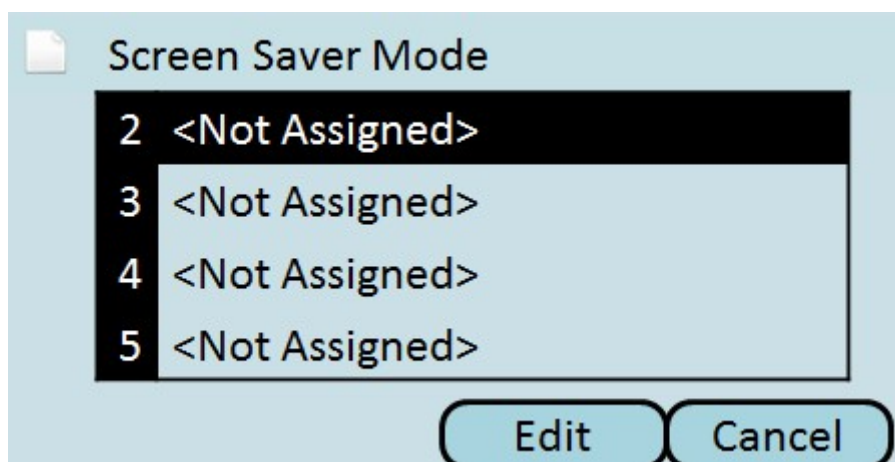 Screen Saver Mode
2 <Not Assigned>
3 <Not Assigned>
4 <Not Assigned>
5 <Not Assigned>
Edit Cancel